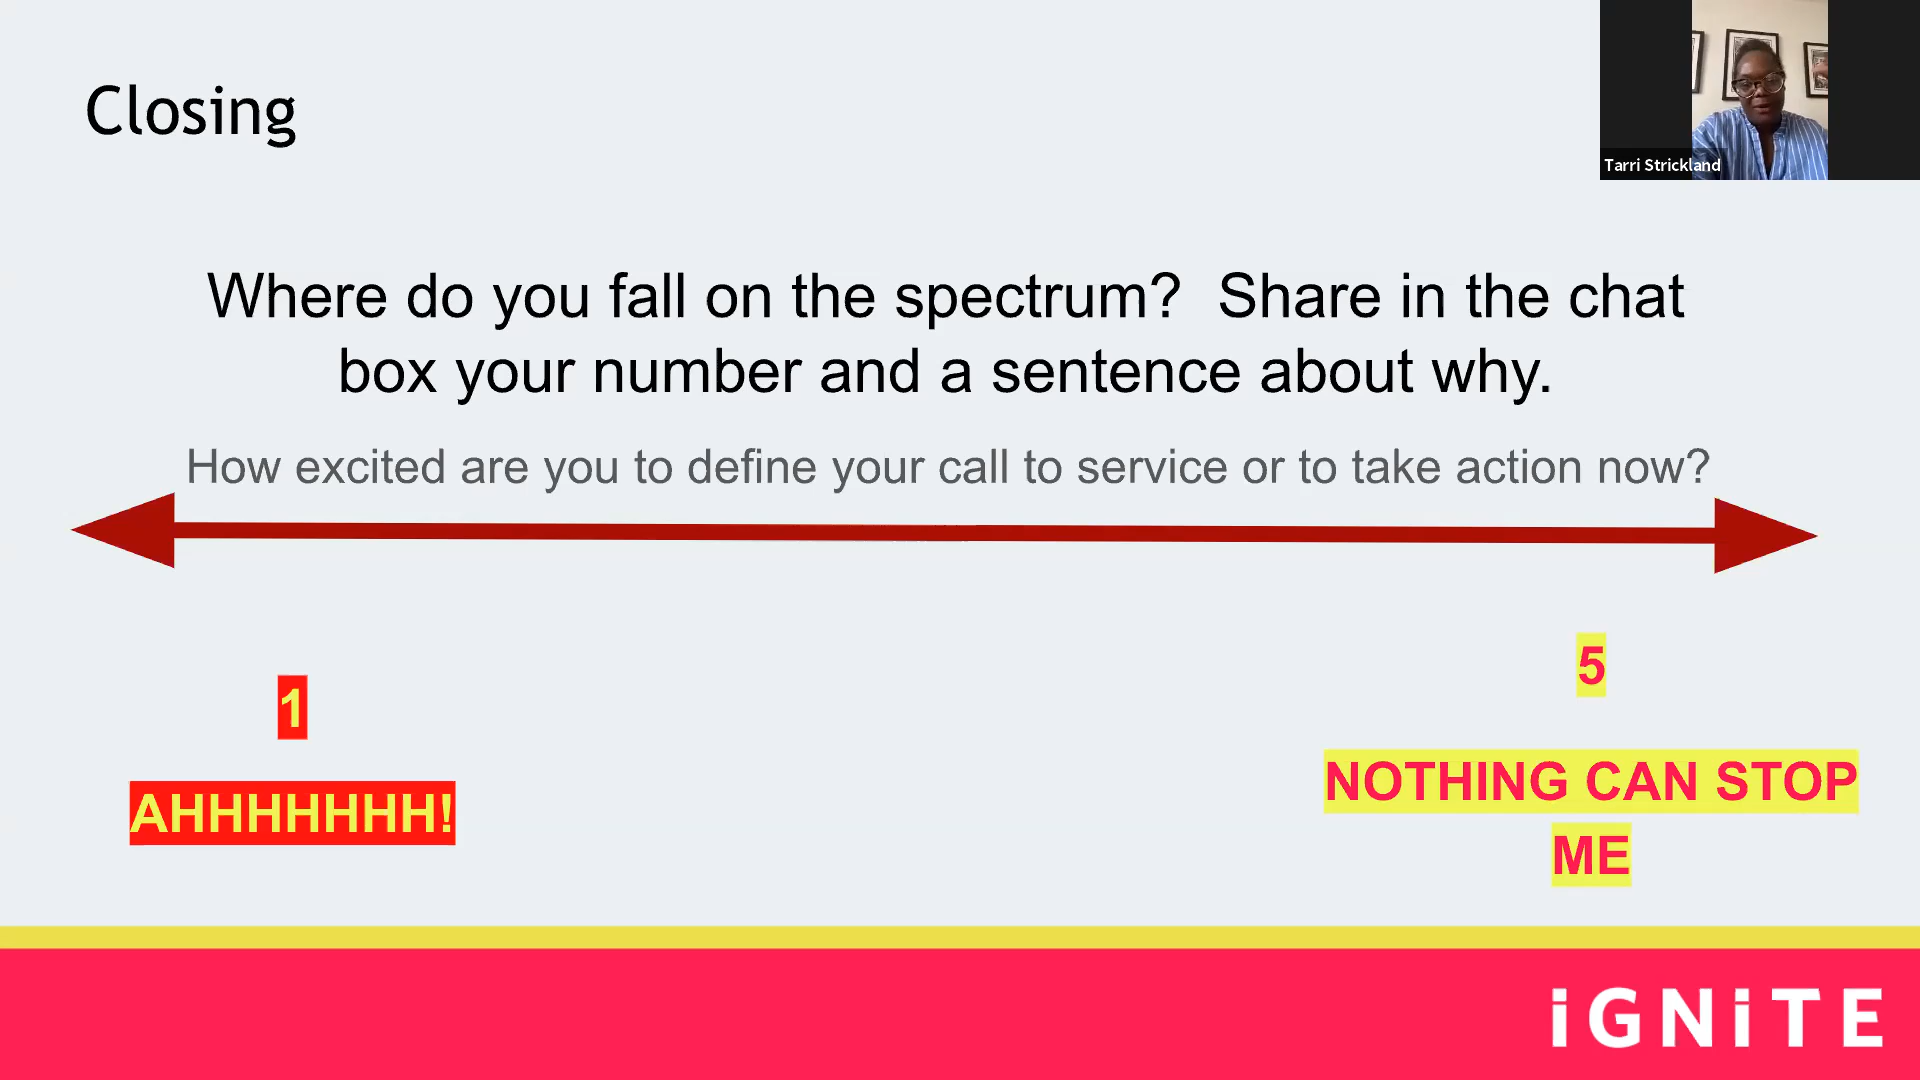 Closing
Tarri Strickland
Where do you fall on the spectrum?  Share in the chat
box your number and a sentence about why.
How excited are you to define your call to service or to take action now?
1
AHHHHHHH!
5
NOTHING CAN STOP
ME
iGNiTE